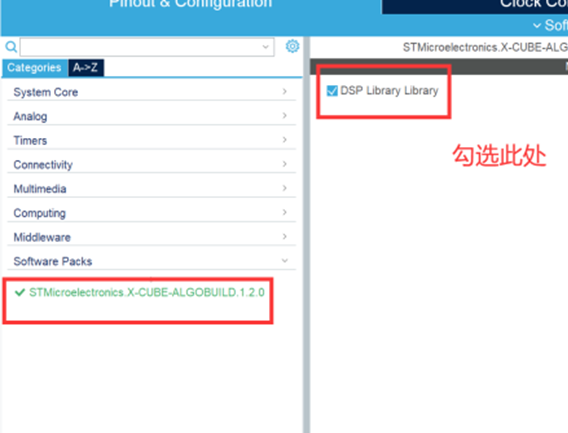 Pinout & Configuration
Clock Co
Sof
STMicroelectronics.X-CUBE-ALG
Categories A->Z
System Core
Analog
Timers
Connectivity
Multimedia
Computing
Middleware
Software Packs
STMicroelectronics.X-CUBE-ALGOBUILD.1.2.0
DSP Library Library
勾选此处